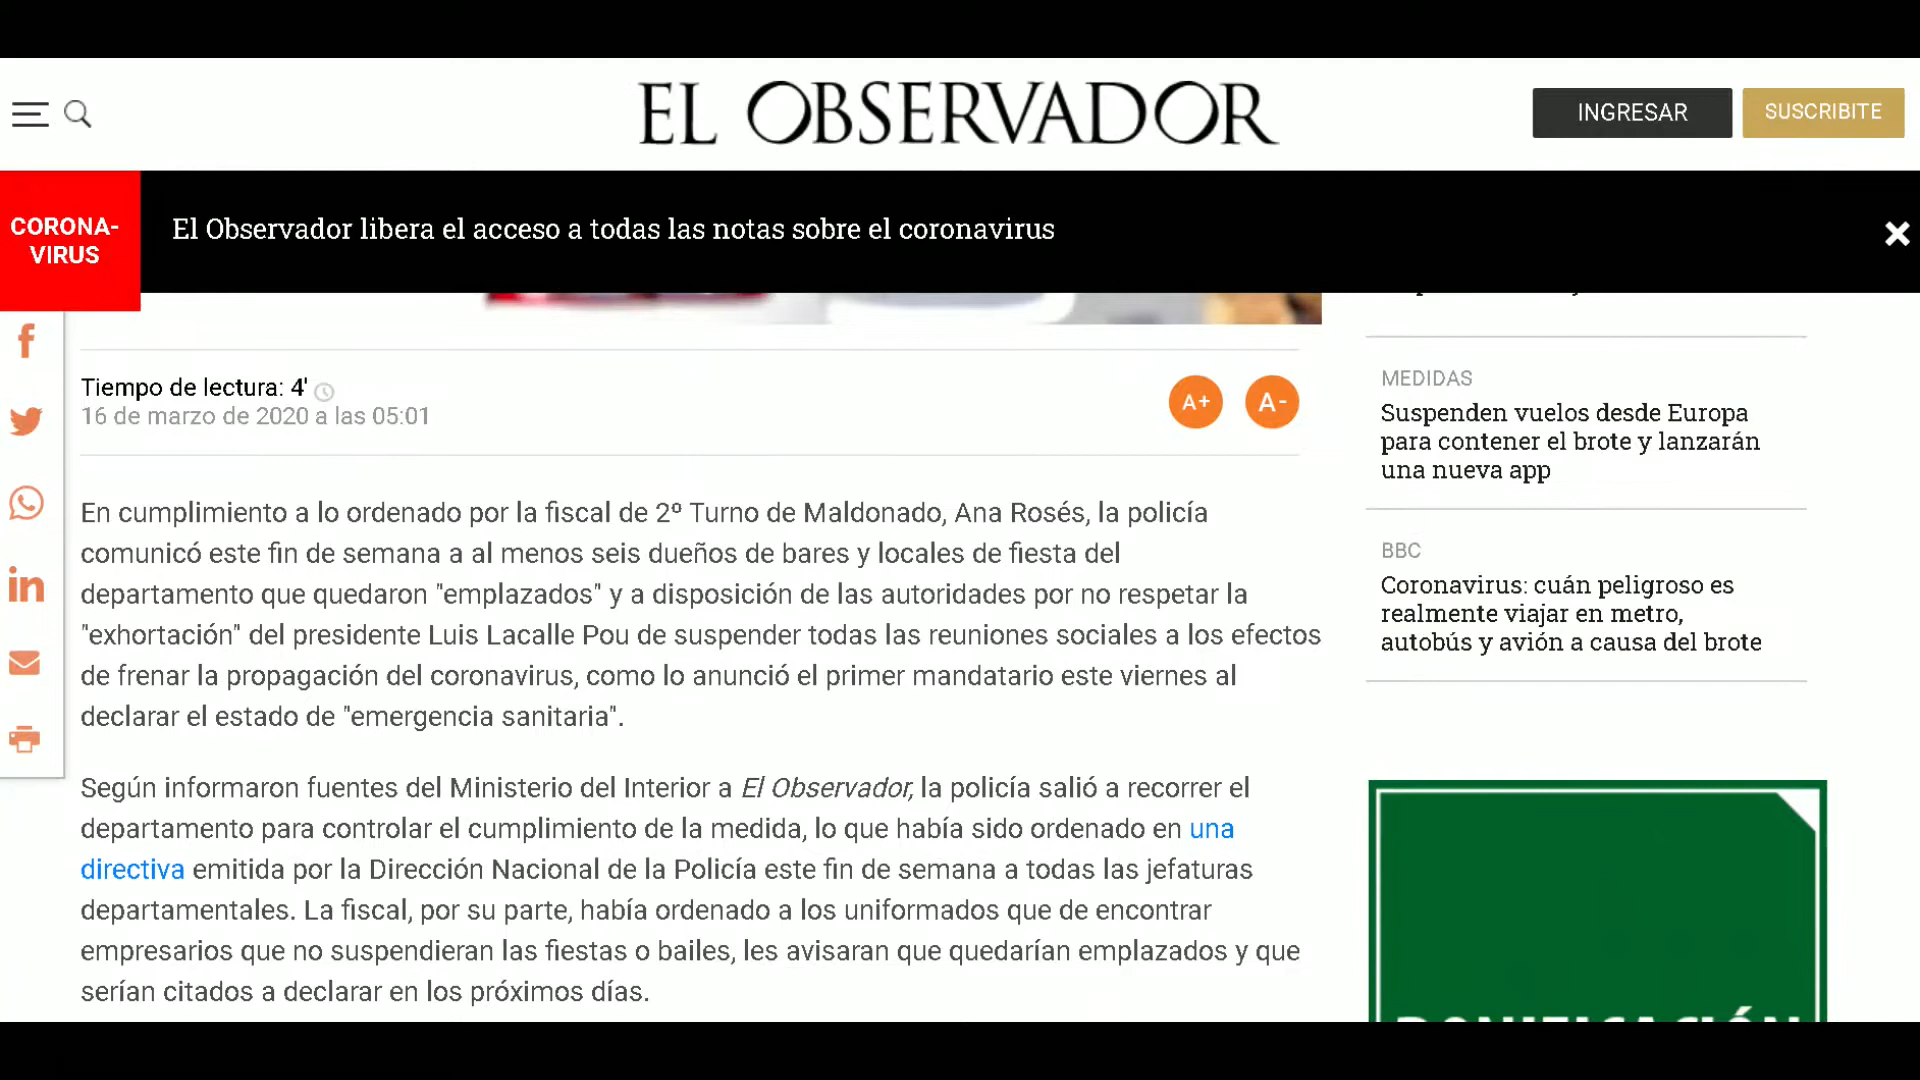 EL OBSERVADOR
INGRESAR
SUSCRIBITE
CORONA-
VIRUS
El Observador libera el acceso a todas las notas sobre el coronavirus
Tiempo de lectura: 4'
16 de marzo de 2020 a las 05:01
A+
A-
En cumplimiento a lo ordenado por la fiscal de 2º Turno de Maldonado, Ana Rosés, la policía
comunicó este fin de semana a al menos seis dueños de bares y locales de fiesta del
departamento que quedaron "emplazados" y a disposición de las autoridades por no respetar la
"exhortación" del presidente Luis Lacalle Pou de suspender todas las reuniones sociales a los efectos
de frenar la propagación del coronavirus, como lo anunció el primer mandatario este viernes al
declarar el estado de "emergencia sanitaria".
Según informaron fuentes del Ministerio del Interior a El Observador, la policía salió a recorrer el
departamento para controlar el cumplimiento de la medida, lo que había sido ordenado en una
directiva emitida por la Dirección Nacional de la Policía este fin de semana a todas las jefaturas
departamentales. La fiscal, por su parte, había ordenado a los uniformados que de encontrar
empresarios que no suspendieran las fiestas o bailes, les avisaran que quedarían emplazados y que
serían citados a declarar en los próximos días.
MEDIDAS
Suspenden vuelos desde Europa
para contener el brote y lanzarán
una nueva app
BBC
Coronavirus: cuán peligroso es
realmente viajar en metro,
autobús y avión a causa del brote
BONIFICACIÓN